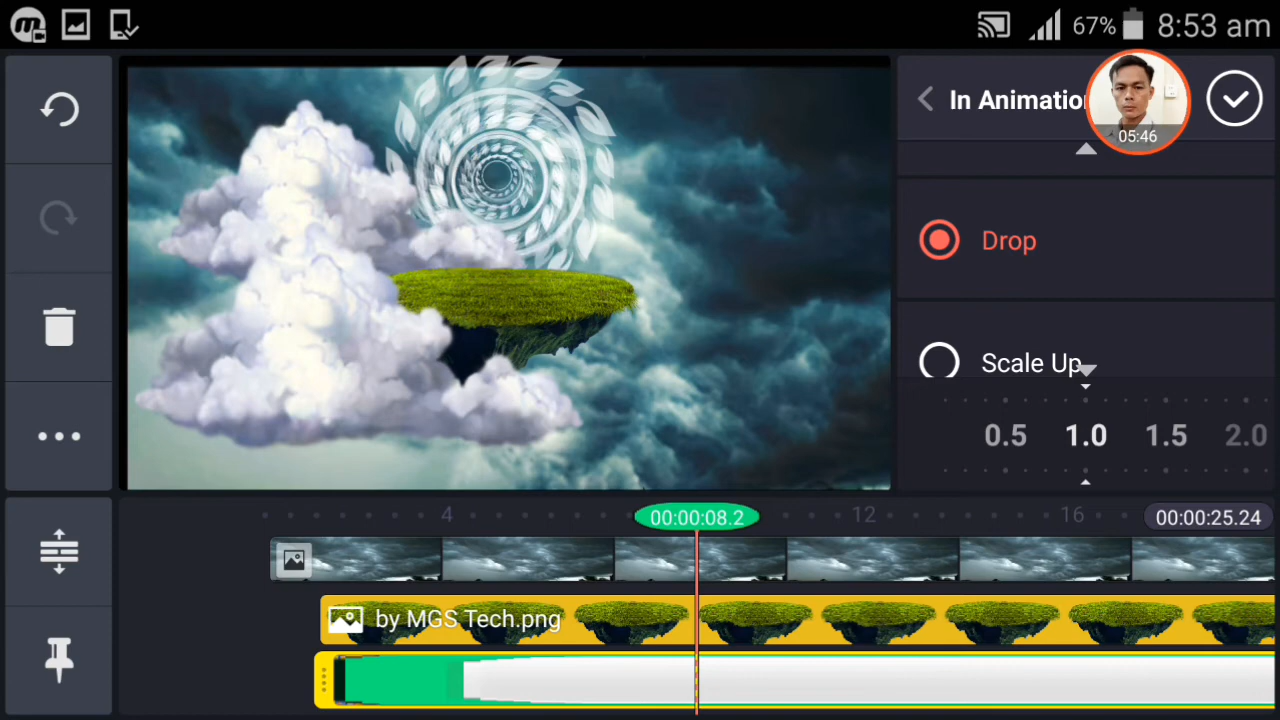 67% 8:53 am
In Animatio
05:46
Drop
Scale Up
0.5 1.0 1.5 2.0
4 00:00:08.2 12 16 00:00:25.24
by MGS Tech.png